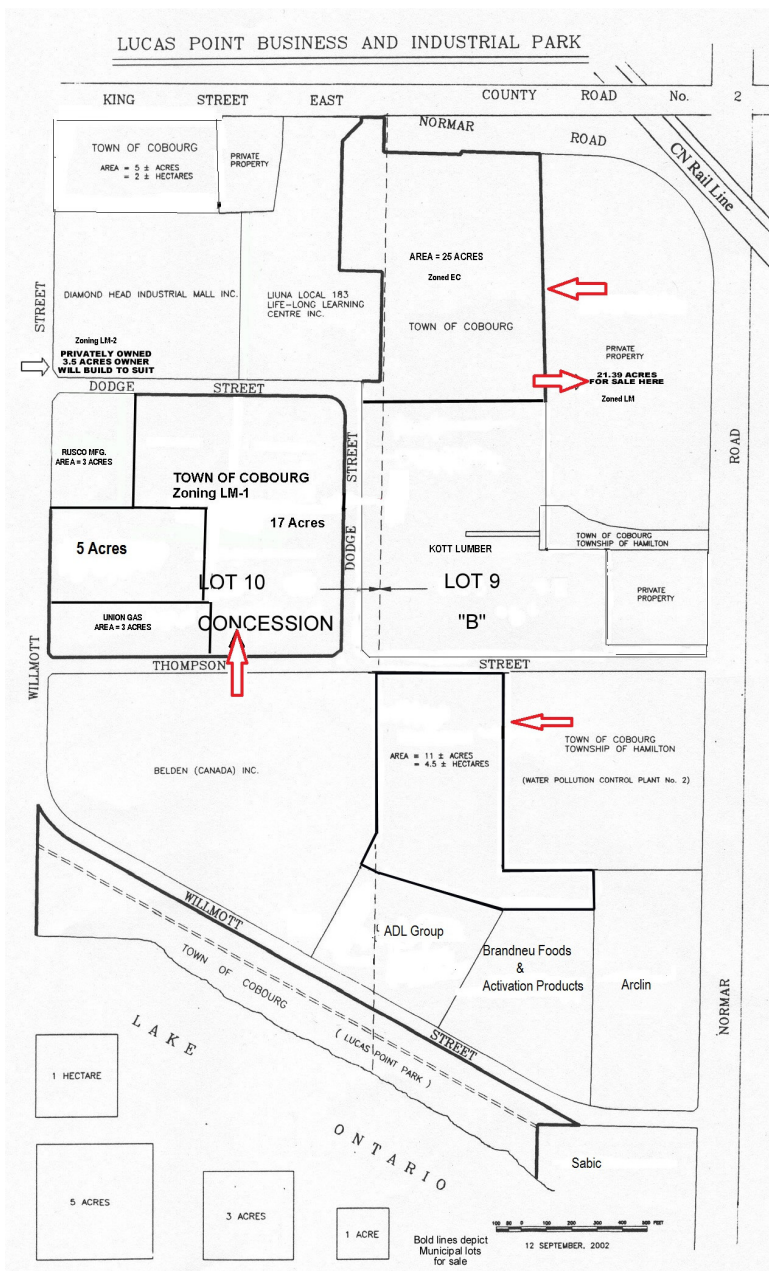 LUCAS POINT BUSINESS AND INDUSTRIAL PARK
KING STREET EAST COUNTY ROAD No. 2
NORMAR ROAD
CN Rail Line
TOWN OF COBOURG
AREA = 5 ± ACRES
= 2 ± HECTARES
PRIVATE
PROPERTY
AREA = 25 ACRES
Zoned EC
TOWN OF COBOURG
DIAMOND HEAD INDUSTRIAL MALL INC.
LIUNA LOCAL 183
LIFE-LONG LEARNING
CENTRE INC.
STREET
Zoning LM-2
PRIVATELY OWNED
3.5 ACRES OWNER
WILL BUILD TO SUIT
PRIVATE
PROPERTY
21.39 ACRES
FOR SALE HERE
Zoned LM
DODGE STREET
ROAD
RUSCO MFG.
AREA = 3 ACRES
TOWN OF COBOURG
Zoning LM-1
17 Acres
5 Acres
STREET
DODGE
KOTT LUMBER
TOWN OF COBOURG
TOWNSHIP OF HAMILTON
LOT 10
LOT 9
PRIVATE
PROPERTY
UNION GAS
AREA = 3 ACRES
CONCESSION
"B"
WILLMOTT
THOMPSON STREET
BELDEN (CANADA) INC.
AREA = 11 ± ACRES
= 4.5 ± HECTARES
TOWN OF COBOURG
TOWNSHIP OF HAMILTON
(WATER POLLUTION CONTROL PLANT No. 2)
WILLMOTT STREET
ADL Group
Brandneu Foods
&
Activation Products
Arclin
NORMAR
TOWN OF COBOURG
( LUCAS POINT PARK )
LAKE ONTARIO
1 HECTARE
Sabic
5 ACRES
3 ACRES
1 ACRE
Bold lines depict
Municipal lots
for sale
100 50 0 100 200 300 400 500 FEET
12 SEPTEMBER, 2002